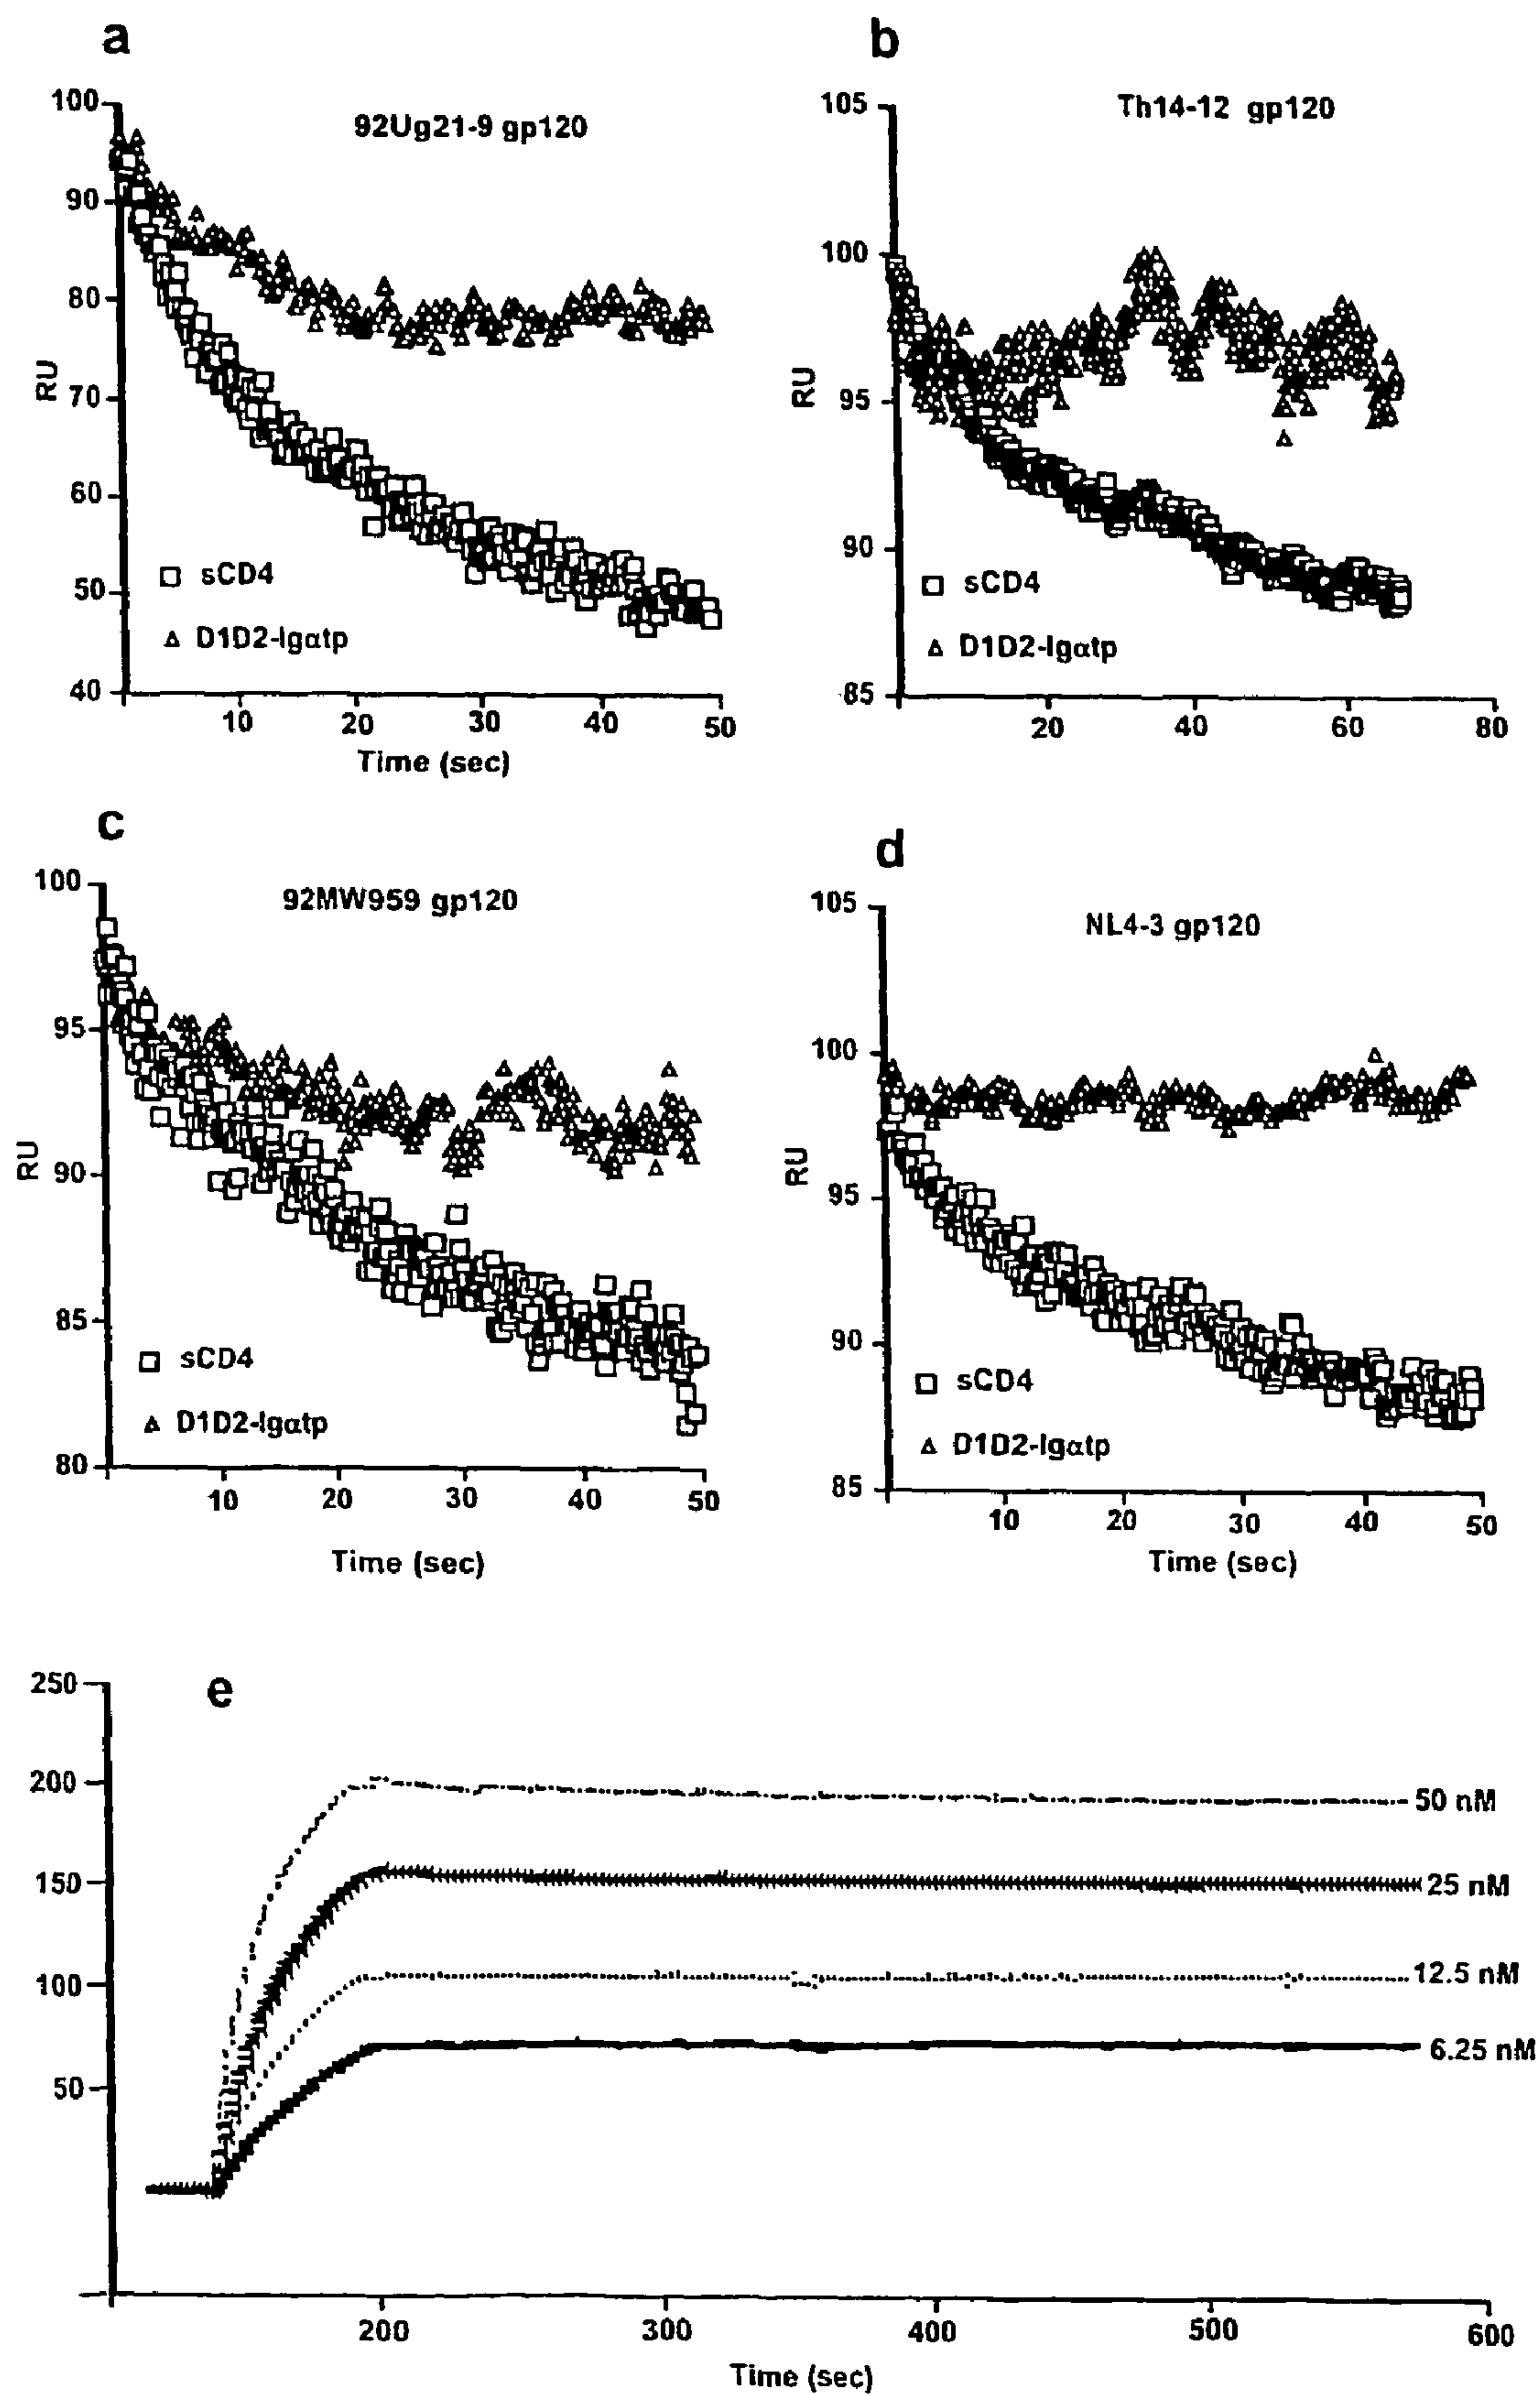 a
92Ug21-9 gp120
100
90
80
70
60
50
40
RU
□ sCD4
△ D1D2-Igαtp
10 20 30 40 50
Time (sec)
b
Th14-12 gp120
105
100
95
90
85
RU
□ sCD4
△ D1D2-Igαtp
20 40 60 80
c
92MW959 gp120
100
95
90
85
80
RU
□ sCD4
△ D1D2-Igαtp
10 20 30 40 50
Time (sec)
d
NL4-3 gp120
105
100
95
90
85
RU
□ sCD4
△ D1D2-Igαtp
10 20 30 40 50
Time (sec)
e
250
200
150
100
50
50 nM
25 nM
12.5 nM
6.25 nM
200 300 400 500 600
Time (sec)